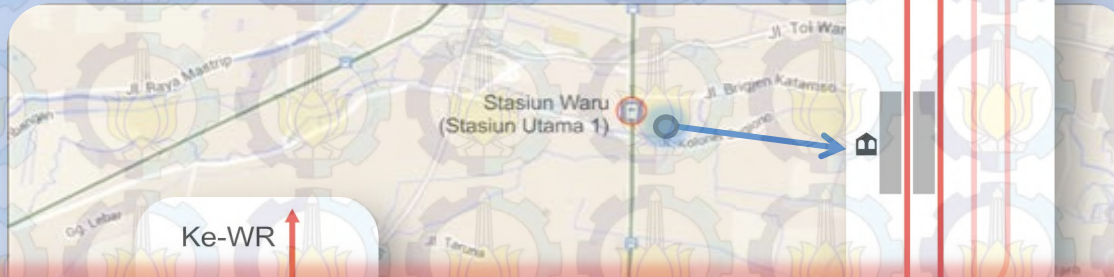 Jl. Tol War
Jl. Raya Mastrip
Jl. Brigjen Katamso
Stasiun Waru
(Stasiun Utama 1)
Gg. Lebar
Ke-WR
Jl. Taruna